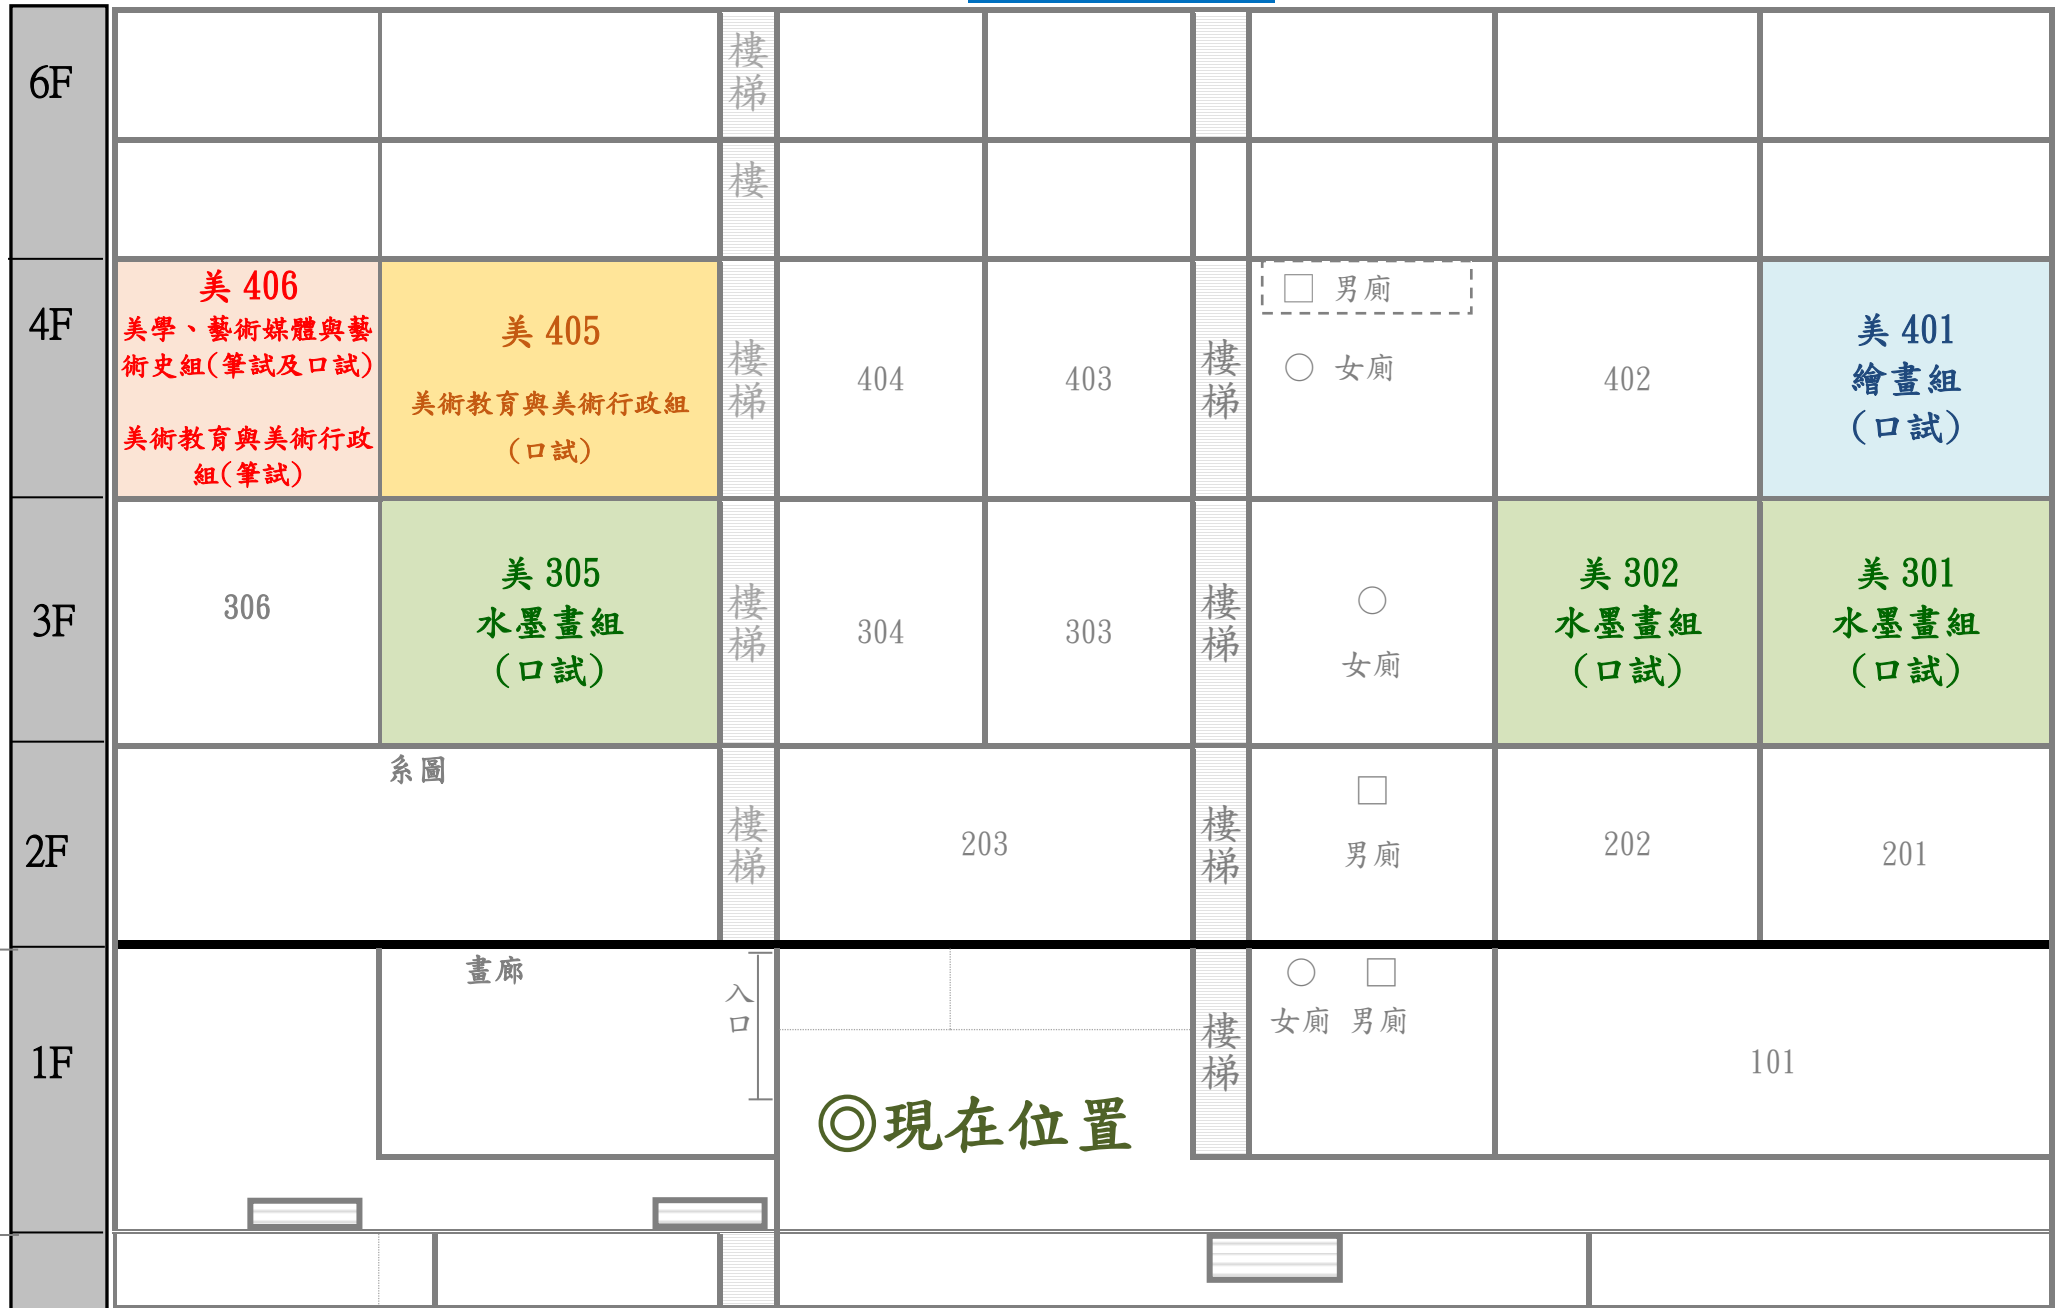 6F
樓
梯
樓
4F
美 406
美學、藝術媒體與藝
術史組(筆試及口試)
美術教育與美術行政
組(筆試)
美 405
美術教育與美術行政組
(口試)
樓
梯
404
403
樓
梯
□ 男廁
○ 女廁
402
美 401
繪畫組
(口試)
3F
306
美 305
水墨畫組
(口試)
樓
梯
304
303
樓
梯
○
女廁
美 302
水墨畫組
(口試)
美 301
水墨畫組
(口試)
2F
系圖
樓
梯
203
樓
梯
□
男廁
202
201
1F
畫廊
入
口
◎現在位置
樓
梯
○ □
女廁 男廁
101